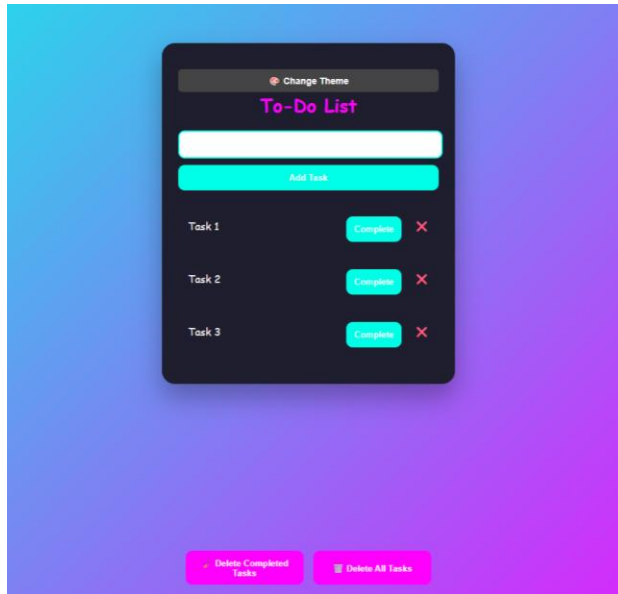 Change Theme
To-Do List
Add Task
Task 1
Complete
Task 2
Complete
Task 3
Complete
Delete Completed
Tasks
Delete All Tasks